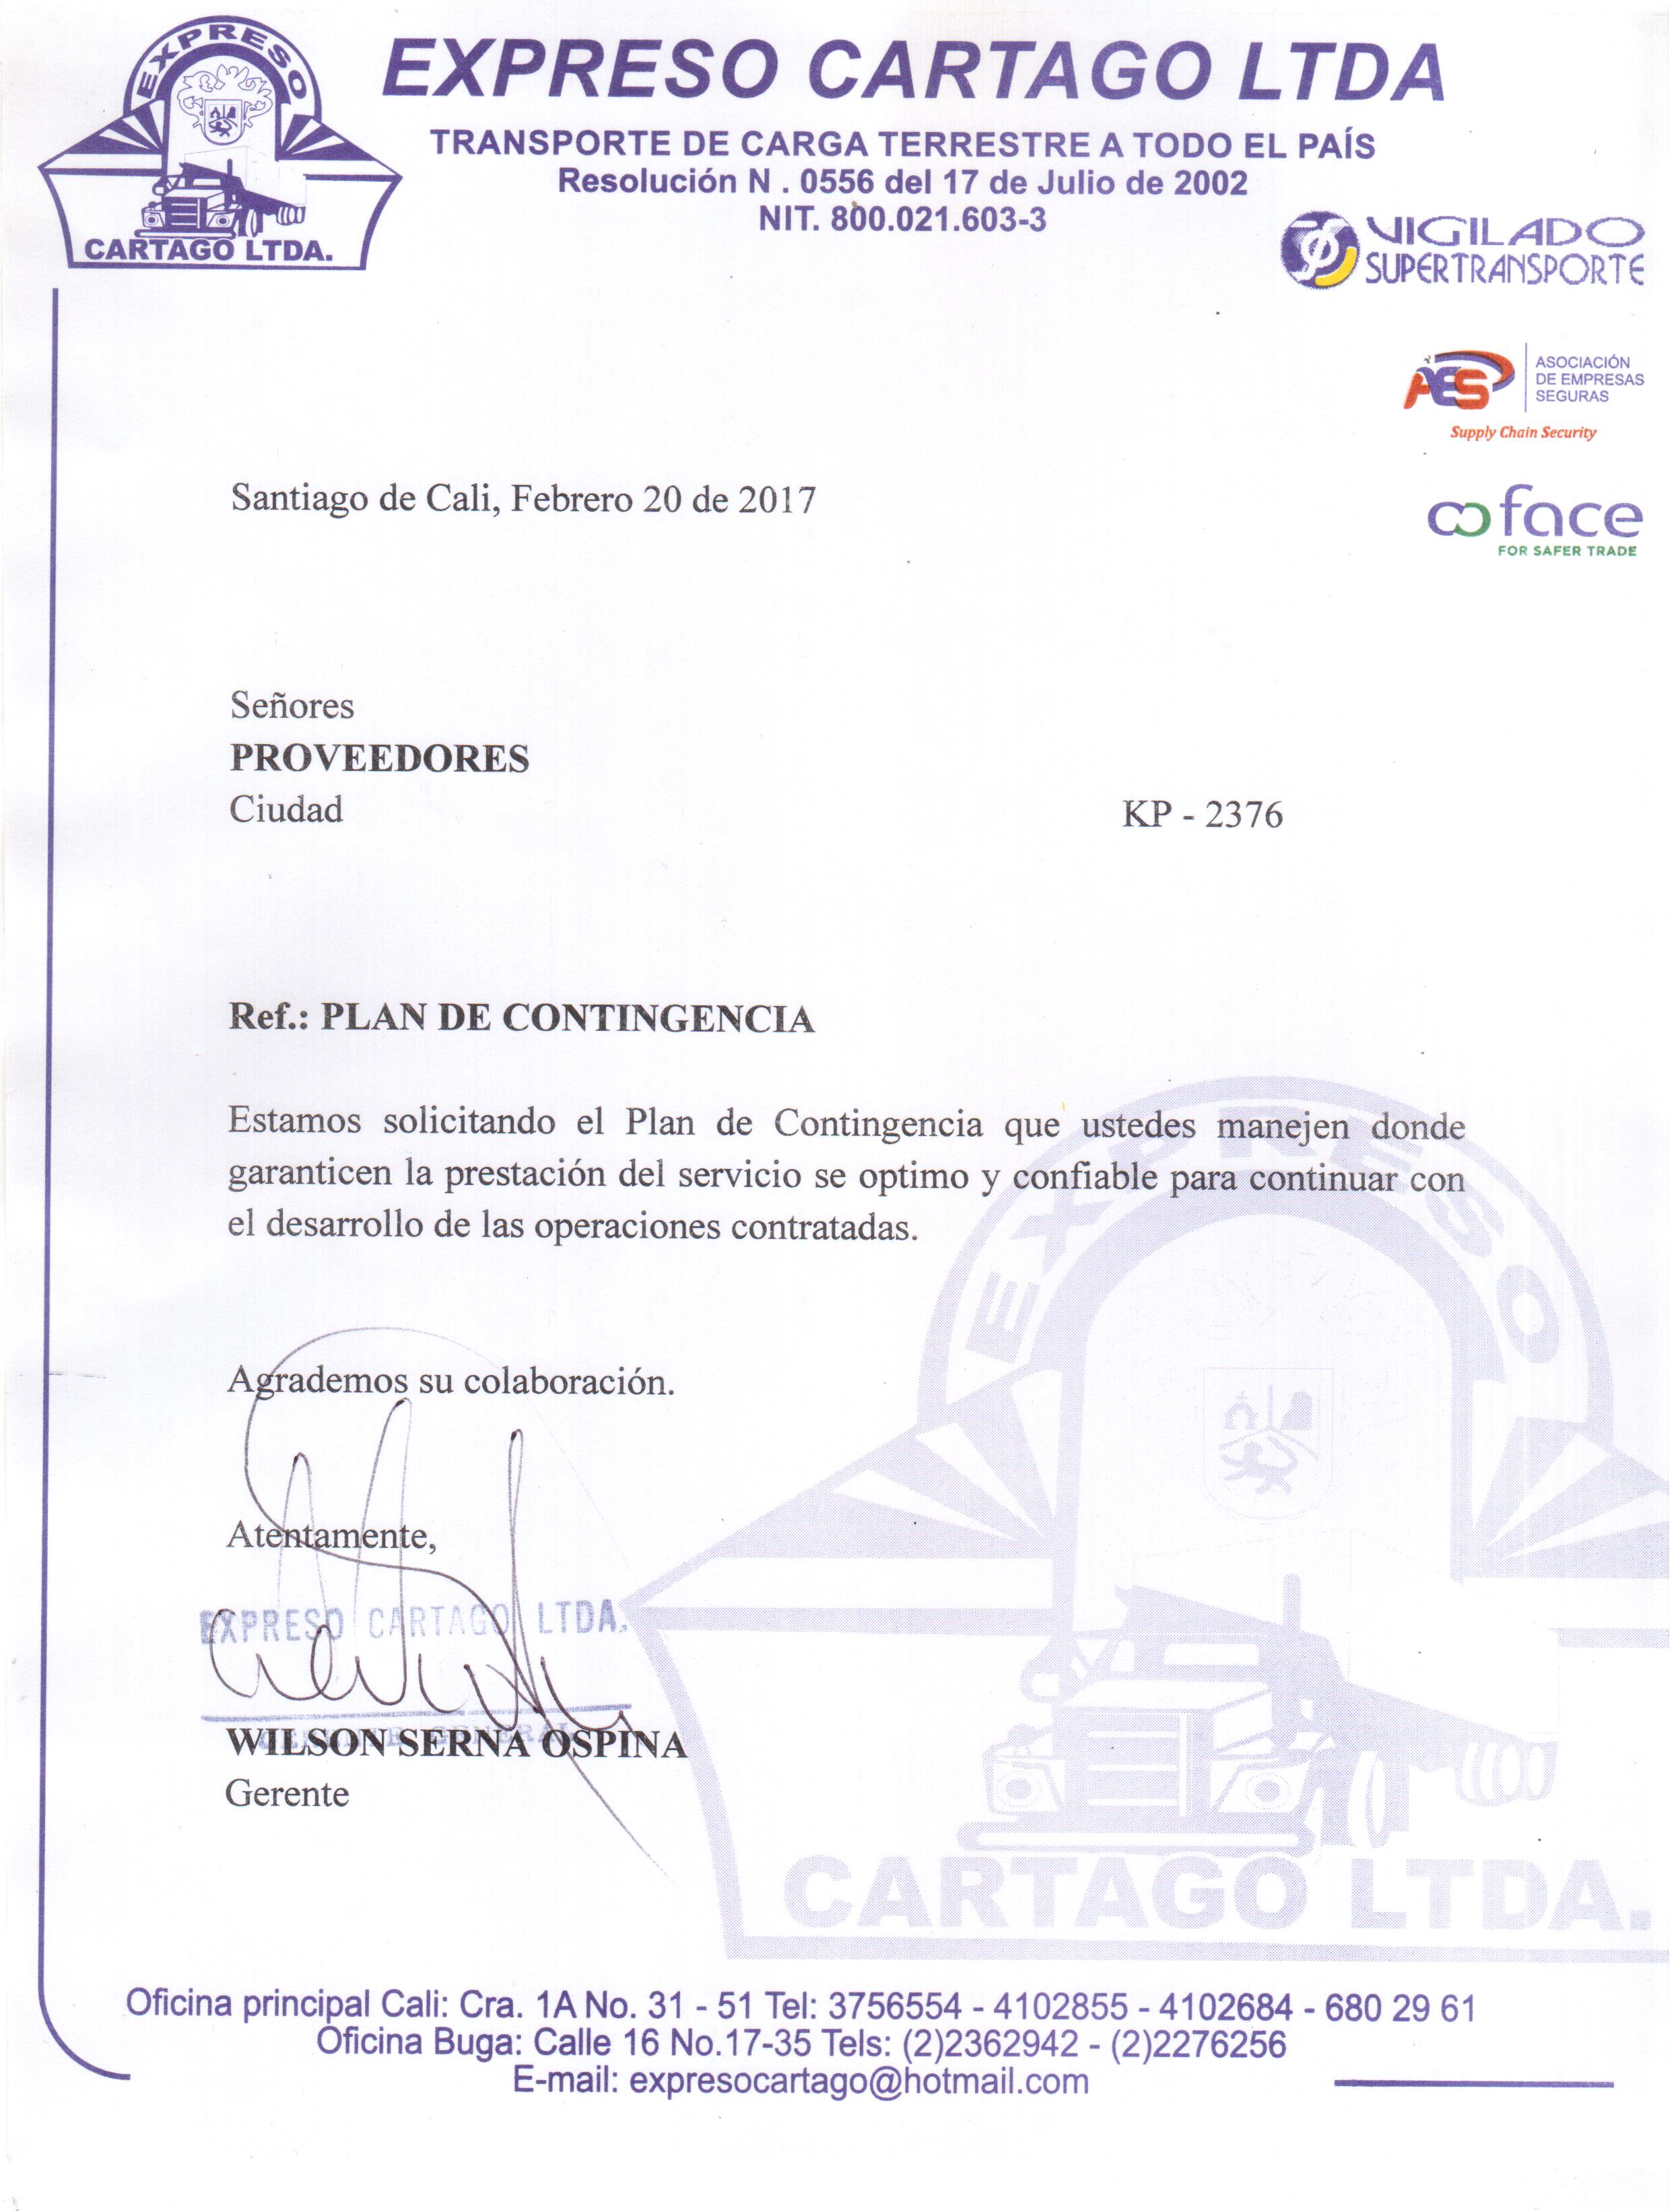 EXPRESO
CARTAGO LTDA.
EXPRESO CARTAGO LTDA
TRANSPORTE DE CARGA TERRESTRE A TODO EL PAÍS
Resolución N . 0556 del 17 de Julio de 2002
NIT. 800.021.603-3
VIGILADO
SUPERTRANSPORTE
AES
ASOCIACIÓN
DE EMPRESAS
SEGURAS
Supply Chain Security
coface
FOR SAFER TRADE
Santiago de Cali, Febrero 20 de 2017
Señores
PROVEEDORES
Ciudad
KP - 2376
Ref.: PLAN DE CONTINGENCIA
Estamos solicitando el Plan de Contingencia que ustedes manejen donde
garanticen la prestación del servicio se optimo y confiable para continuar con
el desarrollo de las operaciones contratadas.
Agrademos su colaboración.
Atentamente,
EXPRESO CARTAGO LTDA.
GERENTE GENERAL
WILSON SERNA OSPINA
Gerente
EXPRESO
CARTAGO LTDA.
Oficina principal Cali: Cra. 1A No. 31 - 51 Tel: 3756554 - 4102855 - 4102684 - 680 29 61
Oficina Buga: Calle 16 No.17-35 Tels: (2)2362942 - (2)2276256
E-mail: expresocartago@hotmail.com